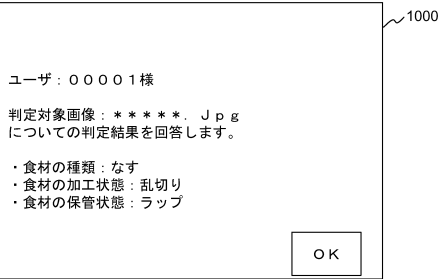 1000
ユーザ：００００１様
判定対象画像：＊＊＊＊＊．Ｊｐｇ
についての判定結果を回答します。
・食材の種類：なす
・食材の加工状態：乱切り
・食材の保管状態：ラップ
ＯＫ